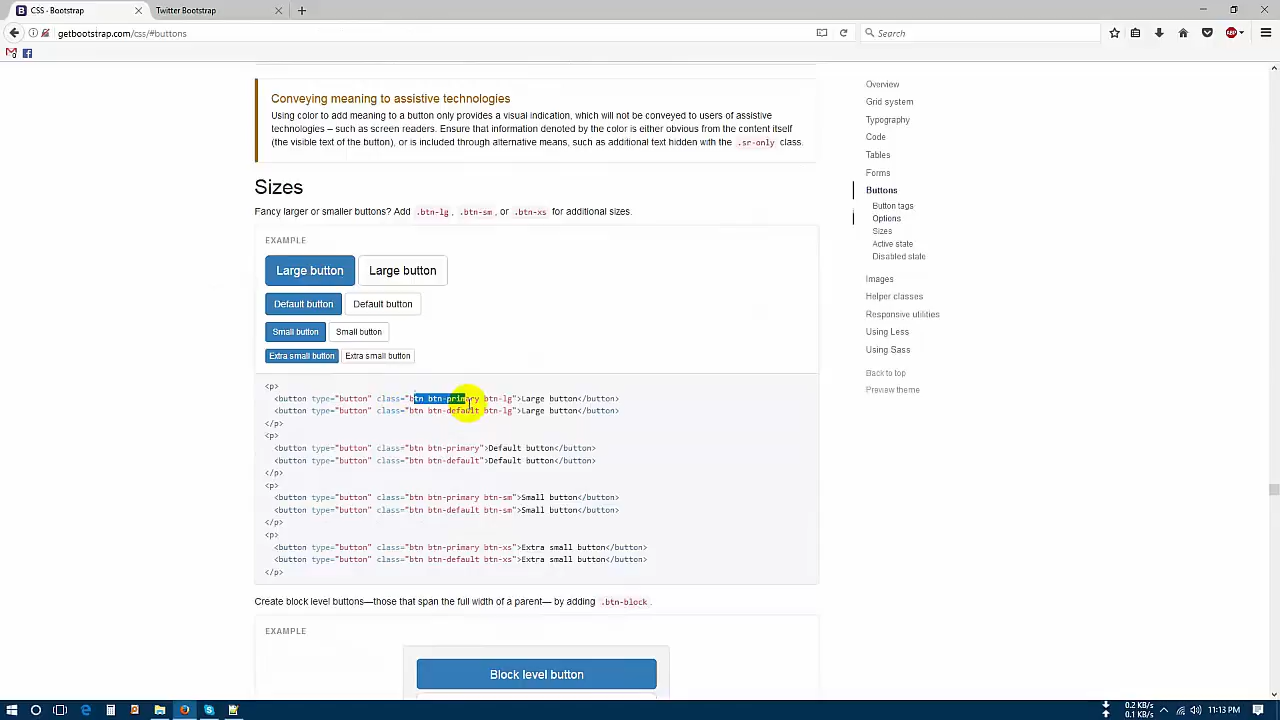 CSS - Bootstrap
Twitter Bootstrap
getbootstrap.com/css/#buttons
Search
ABP
Conveying meaning to assistive technologies
Using color to add meaning to a button only provides a visual indication, which will not be conveyed to users of assistive
technologies – such as screen readers. Ensure that information denoted by the color is either obvious from the content itself
(the visible text of the button), or is included through alternative means, such as additional text hidden with the .sr-only class.
Sizes
Fancy larger or smaller buttons? Add .btn-lg, .btn-sm, or .btn-xs for additional sizes.
EXAMPLE
Large button Large button
Default button Default button
Small button Small button
Extra small button Extra small button
<p>
<button type="button" class="btn btn-primary btn-lg">Large button</button>
<button type="button" class="btn btn-default btn-lg">Large button</button>
</p>
<p>
<button type="button" class="btn btn-primary">Default button</button>
<button type="button" class="btn btn-default">Default button</button>
</p>
<p>
<button type="button" class="btn btn-primary btn-sm">Small button</button>
<button type="button" class="btn btn-default btn-sm">Small button</button>
</p>
<p>
<button type="button" class="btn btn-primary btn-xs">Extra small button</button>
<button type="button" class="btn btn-default btn-xs">Extra small button</button>
</p>
Create block level buttons—those that span the full width of a parent— by adding .btn-block.
EXAMPLE
Block level button
Overview
Grid system
Typography
Code
Tables
Forms
Buttons
Button tags
Options
Sizes
Active state
Disabled state
Images
Helper classes
Responsive utilities
Using Less
Using Sass
Back to top
Preview theme
0.2 KB/s
0.1 KB/s
11:13 PM